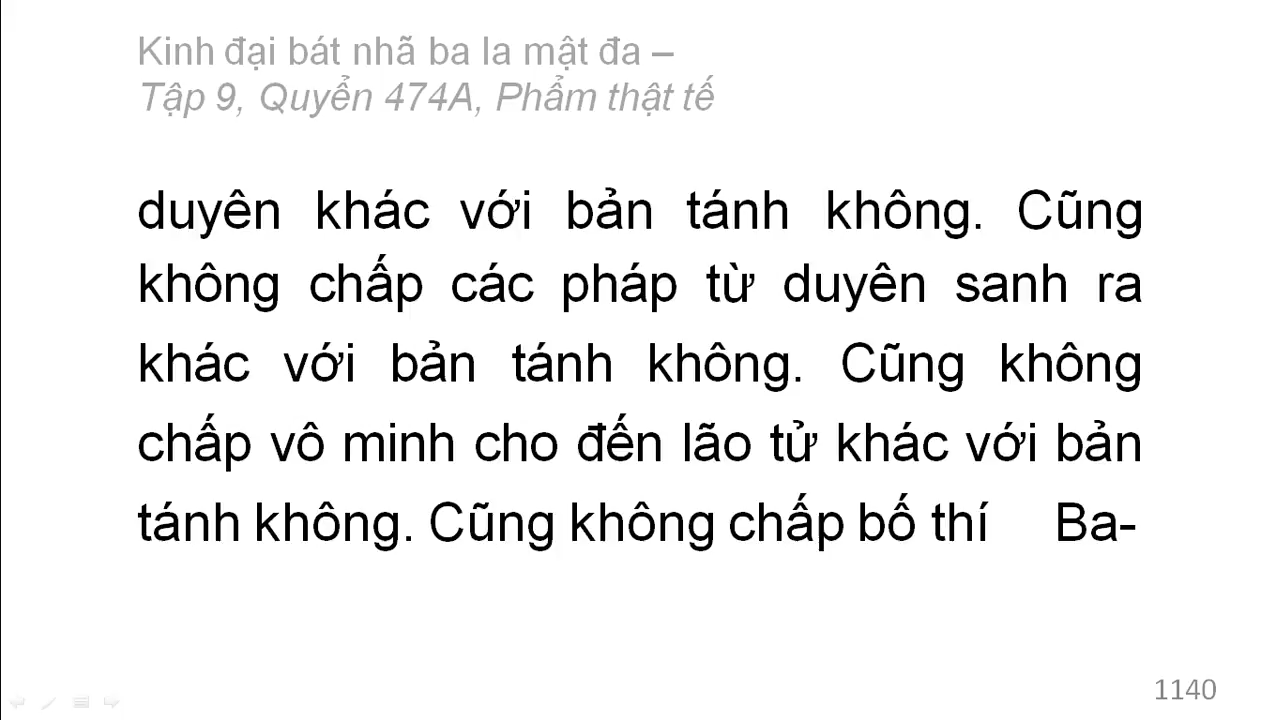 Kinh đại bát nhã ba la mật đa –
Tập 9, Quyển 474A, Phẩm thật tế
duyên khác với bản tánh không. Cũng
không chấp các pháp từ duyên sanh ra
khác với bản tánh không. Cũng không
chấp vô minh cho đến lão tử khác với bản
tánh không. Cũng không chấp bố thí Ba-
1140